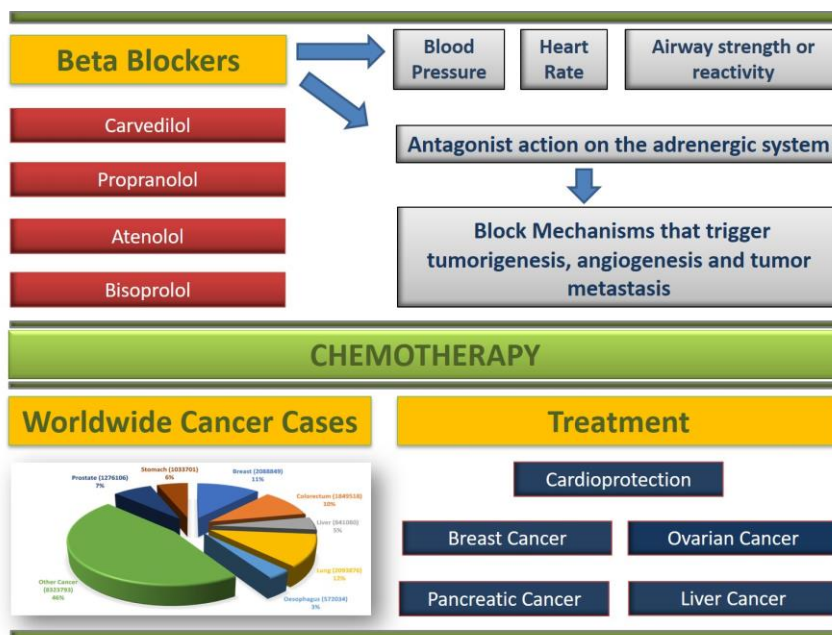 Beta Blockers
Carvedilol
Propranolol
Atenolol
Bisoprolol
Blood
Pressure
Heart
Rate
Airway strength or
reactivity
Antagonist action on the adrenergic system
Block Mechanisms that trigger
tumorigenesis, angiogenesis and tumor
metastasis
CHEMOTHERAPY
Worldwide Cancer Cases
Stomach (1033701)
6%
Prostate (1276106)
7%
Breast (2088849)
11%
Colorectum (1849518)
10%
Liver (841080)
5%
Lung (2093876)
12%
Oesophagus (572034)
3%
Other Cancer
46%
Treatment
Cardioprotection
Breast Cancer
Ovarian Cancer
Pancreatic Cancer
Liver Cancer